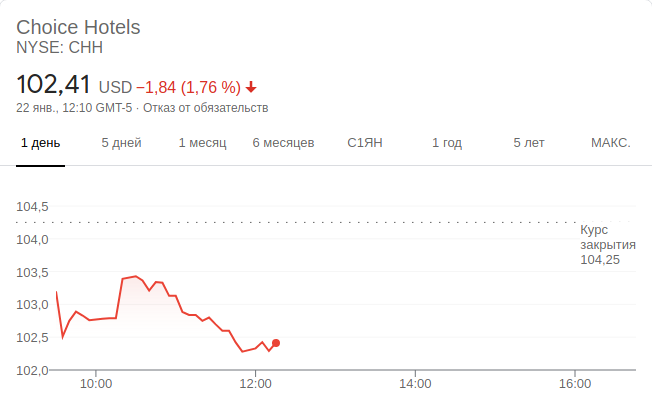 Choice Hotels
NYSE: CHH
102,41 USD −1,84 (1,76 %)
22 янв., 12:10 GMT-5 · Отказ от обязательств
1 день 5 дней 1 месяц 6 месяцев С1ЯН 1 год 5 лет МАКС.
104,5
Курс
закрытия
104,25
104,0
103,5
103,0
102,5
102,0
10:00 12:00 14:00 16:00